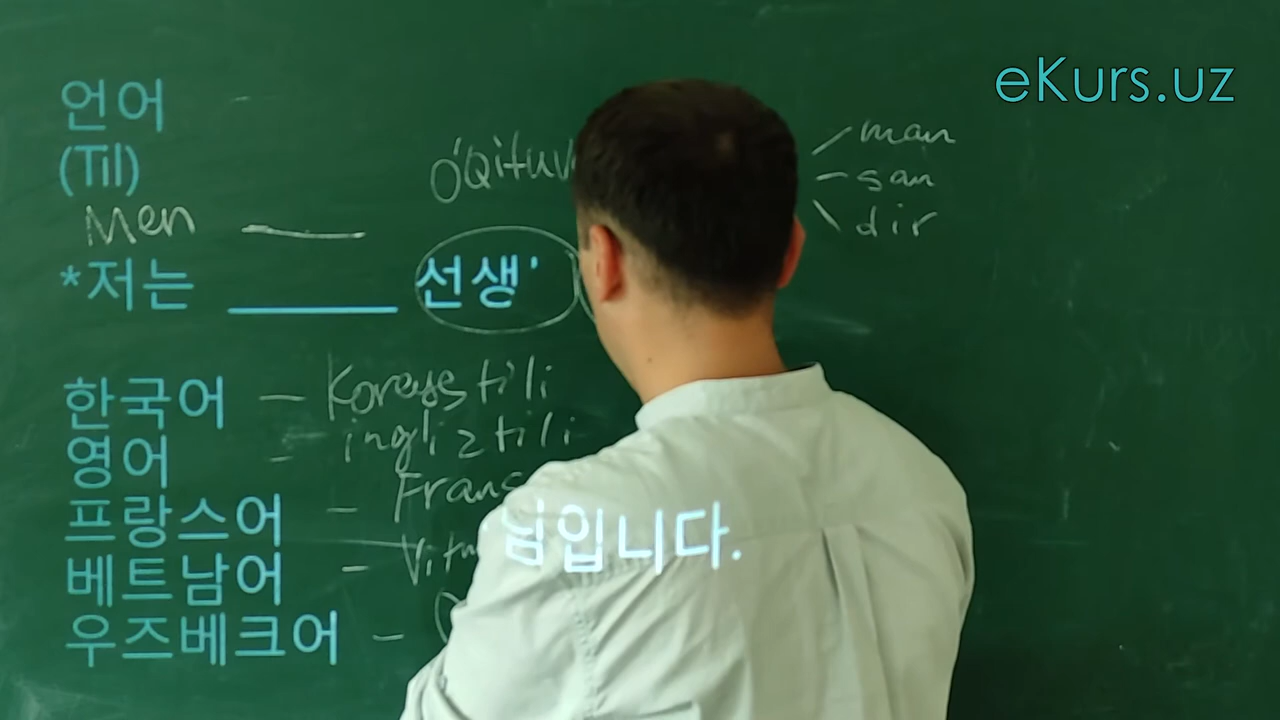 eKurs.uz
언어
(Til)
man
O'Qituv
san
Men
dir
*저는 ______ 선생님입니다.
한국어 - Koreys tili
영어 - ingliz tili
프랑스어 - Frans
베트남어 -
우즈베크어 -